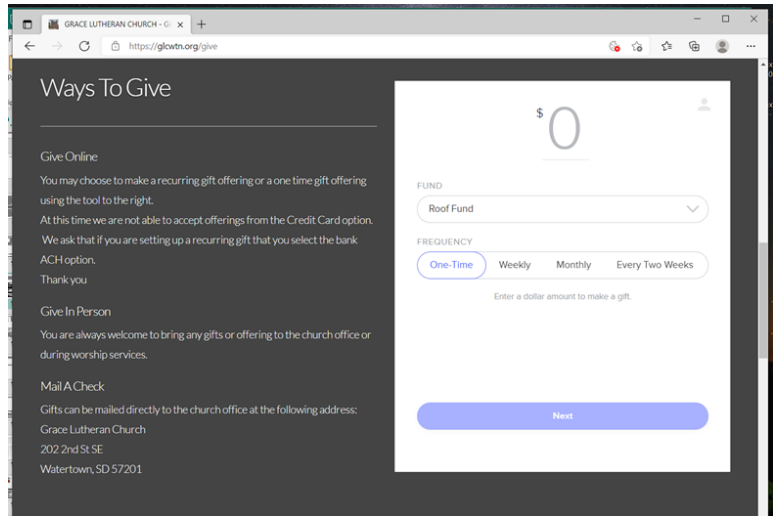 GRACE LUTHERAN CHURCH - G
https://glcwtn.org/give
Ways To Give
Give Online
You may choose to make a recurring gift offering or a one time gift offering
using the tool to the right.
At this time we are not able to accept offerings from the Credit Card option.
We ask that if you are setting up a recurring gift that you select the bank
ACH option.
Thank you
Give In Person
You are always welcome to bring any gifts or offering to the church office or
during worship services.
Mail A Check
Gifts can be mailed directly to the church office at the following address:
Grace Lutheran Church
202 2nd St SE
Watertown, SD 57201
$0
FUND
Roof Fund
FREQUENCY
One-Time Weekly Monthly Every Two Weeks
Enter a dollar amount to make a gift.
Next